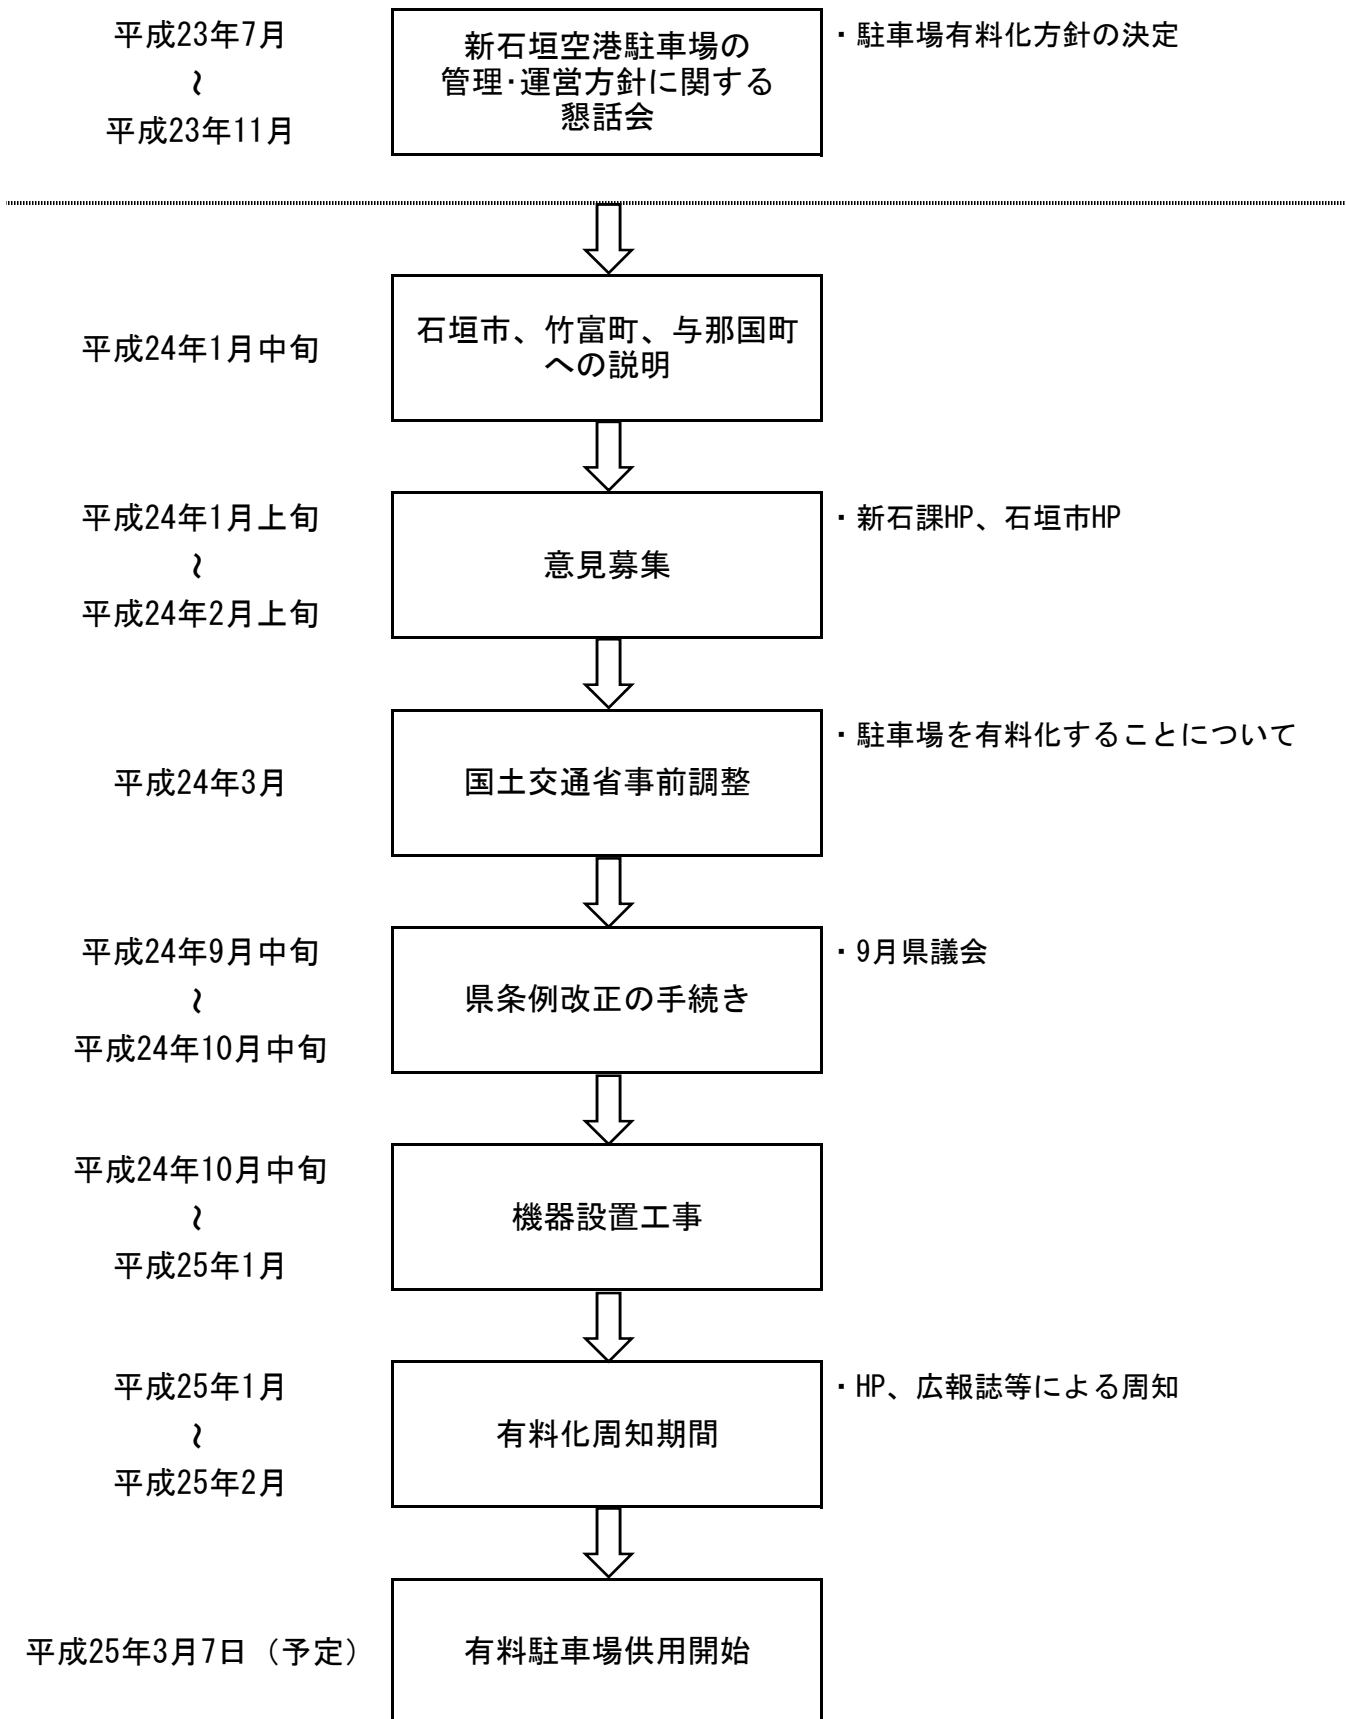 平成23年7月
～
平成23年11月
新石垣空港駐車場の
管理・運営方針に関する
懇話会
・駐車場有料化方針の決定
平成24年1月中旬
石垣市、竹富町、与那国町
への説明
平成24年1月上旬
～
平成24年2月上旬
意見募集
・新石課HP、石垣市HP
平成24年3月
国土交通省事前調整
・駐車場を有料化することについて
平成24年9月中旬
～
平成24年10月中旬
県条例改正の手続き
・9月県議会
平成24年10月中旬
～
平成25年1月
機器設置工事
平成25年1月
～
平成25年2月
有料化周知期間
・HP、広報誌等による周知
平成25年3月7日（予定）
有料駐車場供用開始